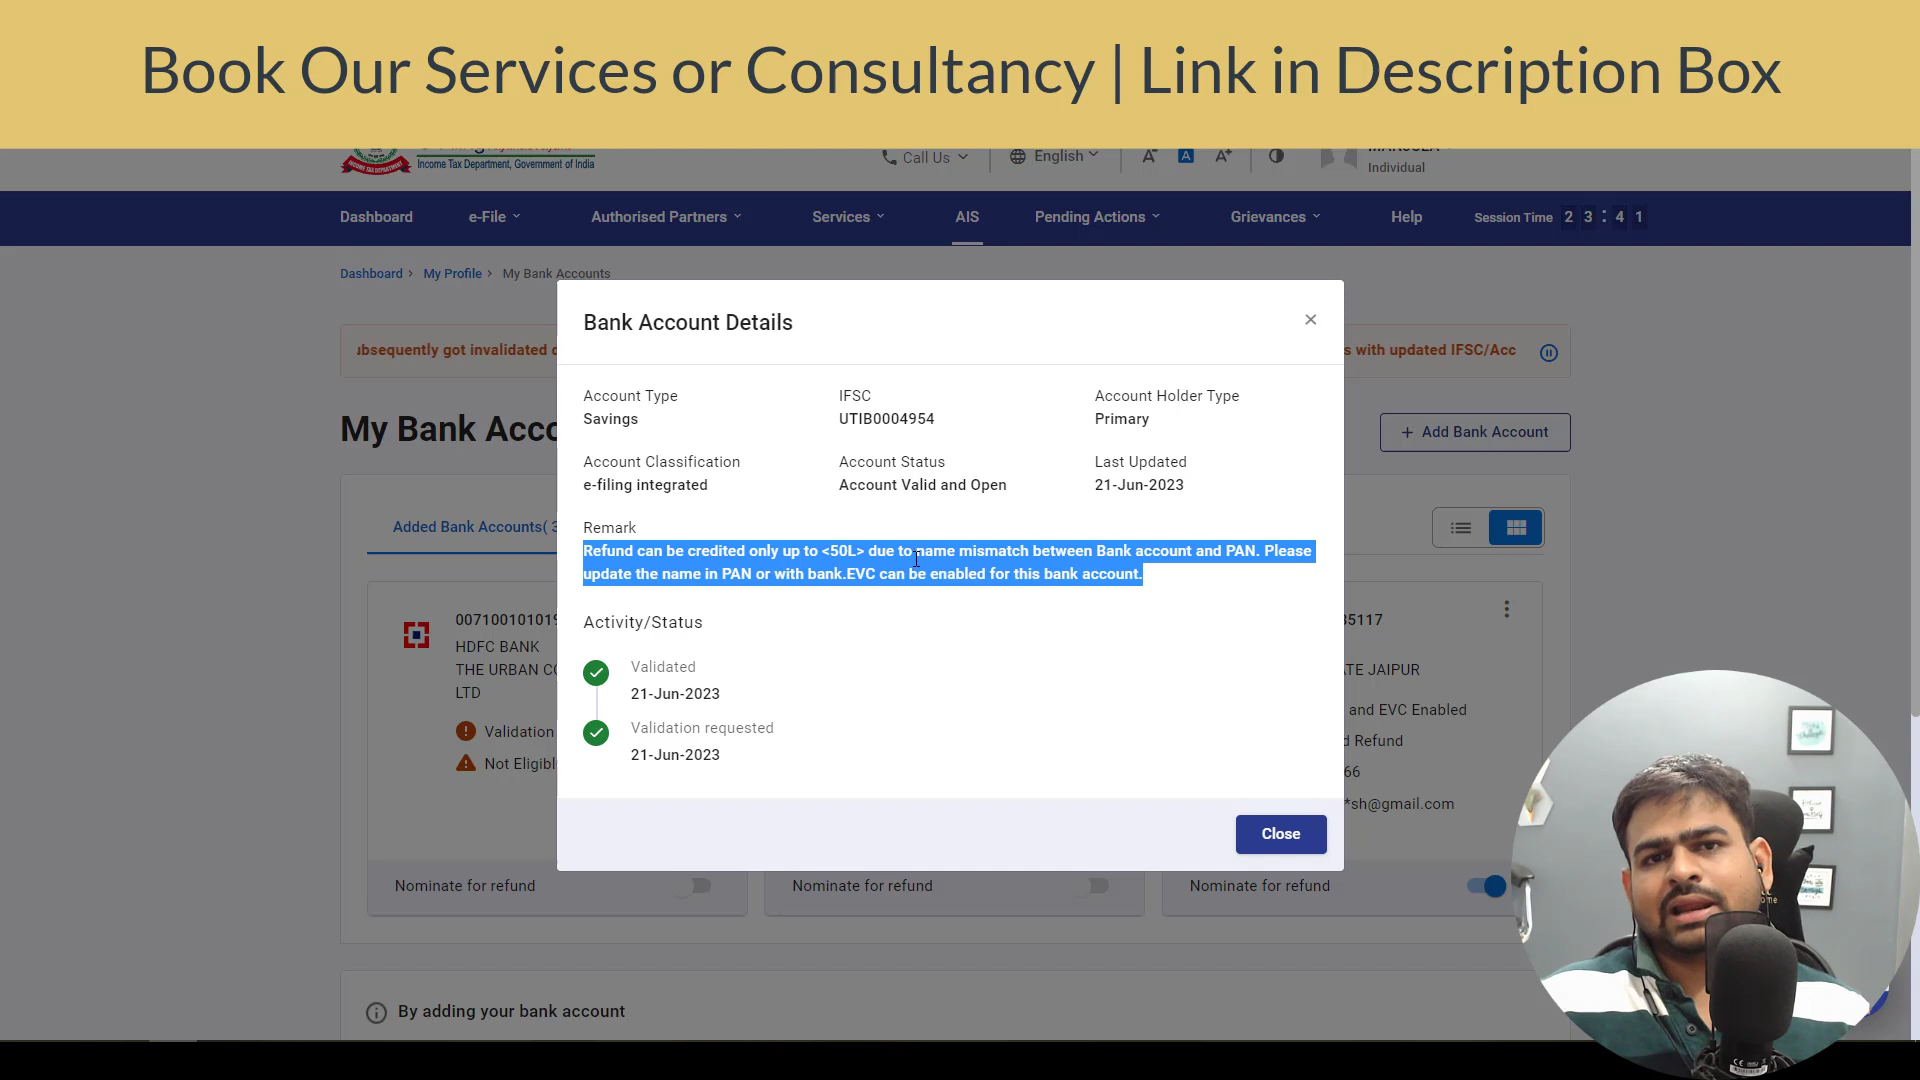 Book Our Services or Consultancy | Link in Description Box
Income Tax Department, Government of India
Call Us
English
A-
A
A+
Individual
Dashboard
e-File
Authorised Partners
Services
AIS
Pending Actions
Grievances
Help
Session Time 2 3 : 4 1
Dashboard > My Profile > My Bank Accounts
ubsequently got invalidated
s with updated IFSC/Acc
My Bank Acco
+ Add Bank Account
Bank Account Details
Account Type
IFSC
Account Holder Type
Savings
UTIB0004954
Primary
Account Classification
Account Status
Last Updated
e-filing integrated
Account Valid and Open
21-Jun-2023
Remark
Refund can be credited only up to <50L> due to name mismatch between Bank account and PAN. Please
update the name in PAN or with bank.EVC can be enabled for this bank account.
Activity/Status
Validated
21-Jun-2023
Validation requested
21-Jun-2023
Close
Added Bank Accounts( 3
00710010101
HDFC BANK
THE URBAN CO
LTD
Validation
Not Eligibl
35117
TE JAIPUR
and EVC Enabled
d Refund
66
*sh@gmail.com
Nominate for refund
Nominate for refund
Nominate for refund
By adding your bank account